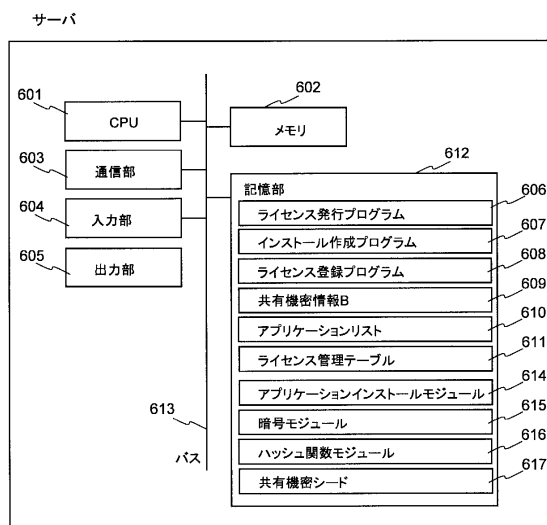 サーバ
601
CPU
602
メモリ
603
通信部
604
入力部
605
出力部
612
記憶部
ライセンス発行プログラム
606
インストール作成プログラム
607
ライセンス登録プログラム
608
共有機密情報B
609
アプリケーションリスト
610
ライセンス管理テーブル
611
アプリケーションインストールモジュール
614
暗号モジュール
615
ハッシュ関数モジュール
616
共有機密シード
617
613
バス